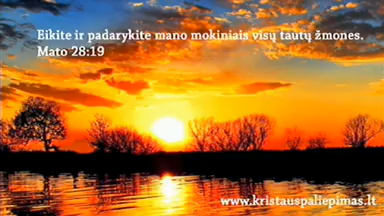 Eikite ir padarykite mano mokiniais visų tautų žmones.
Mato 28:19
www.kristauspaliepimas.lt